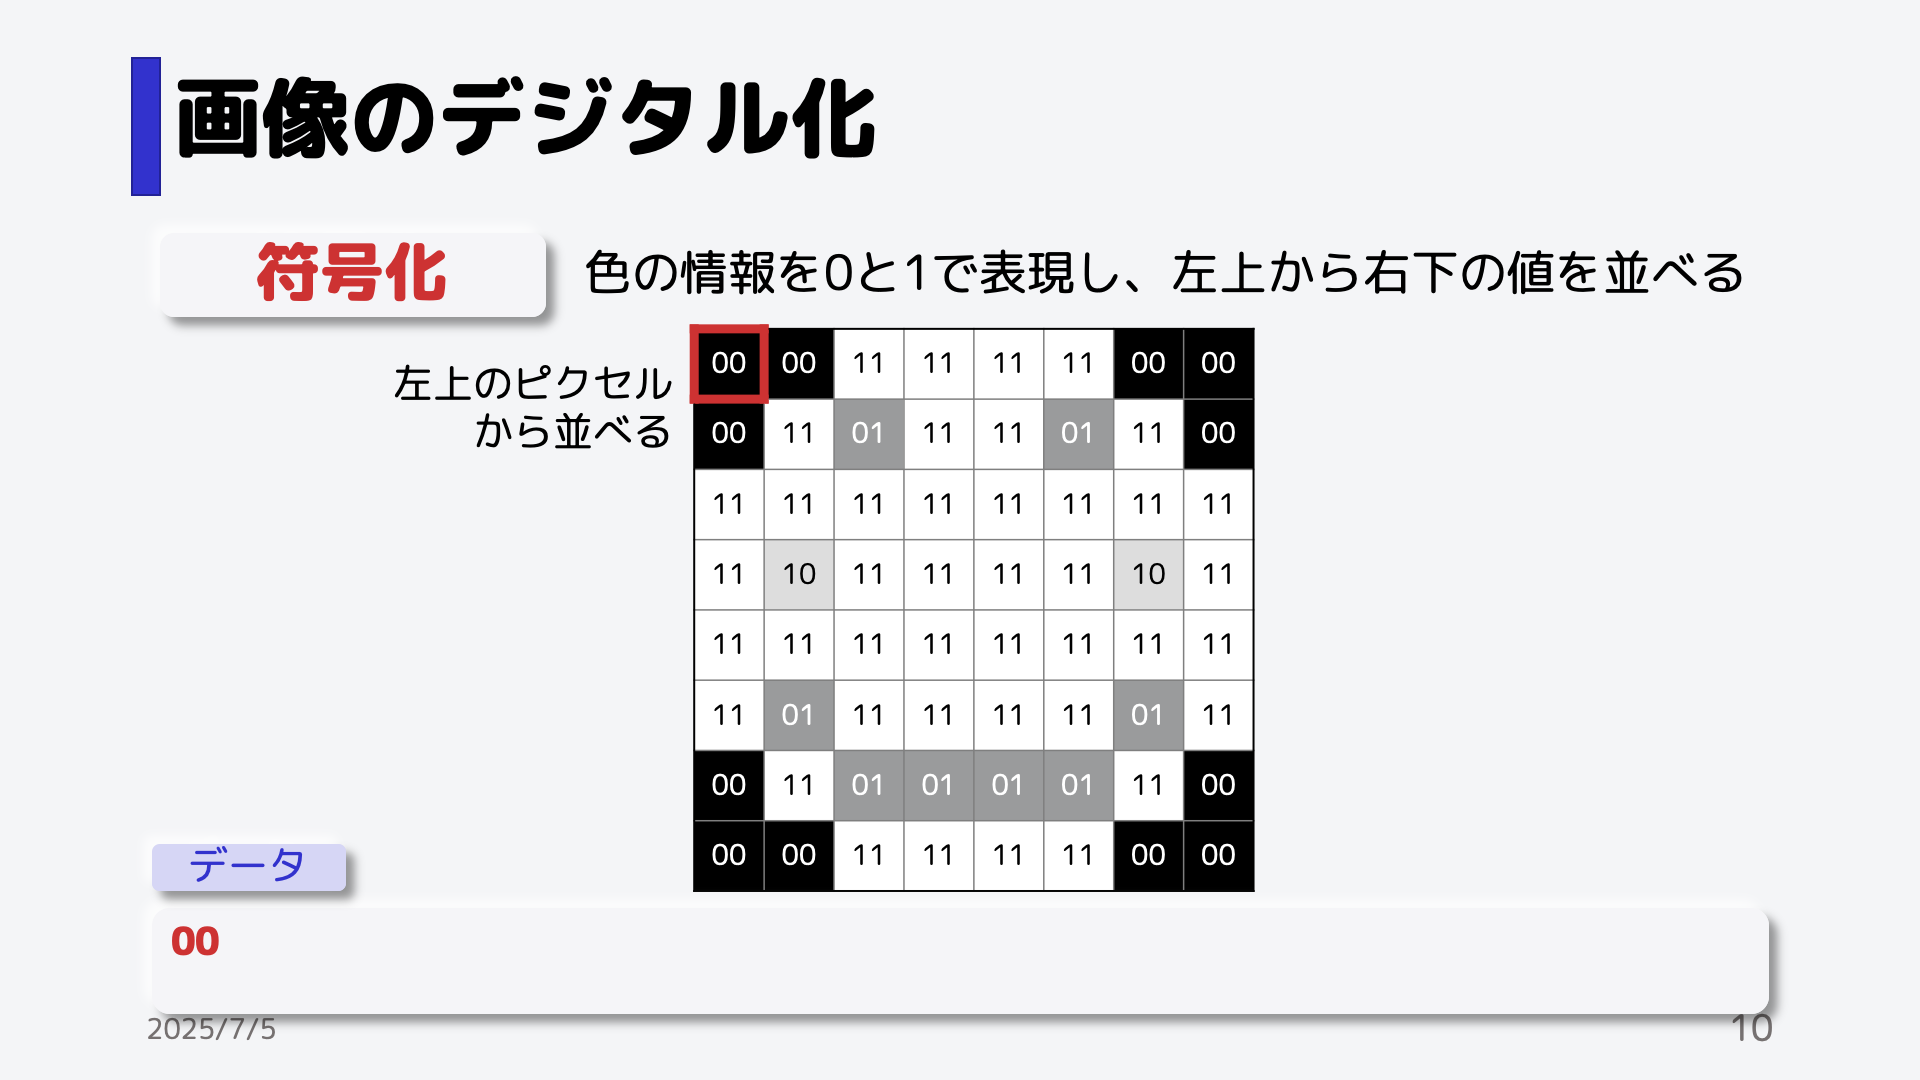 画像のデジタル化
符号化
色の情報を0と1で表現し、左上から右下の値を並べる
左上のピクセル
から並べる
00 00 11 11 11 11 00 00
00 11 01 11 11 01 11 00
11 11 11 11 11 11 11 11
11 10 11 11 11 11 10 11
11 11 11 11 11 11 11 11
11 01 11 11 11 11 01 11
00 11 01 01 01 01 11 00
00 00 11 11 11 11 00 00
データ
00
2025/7/5
10